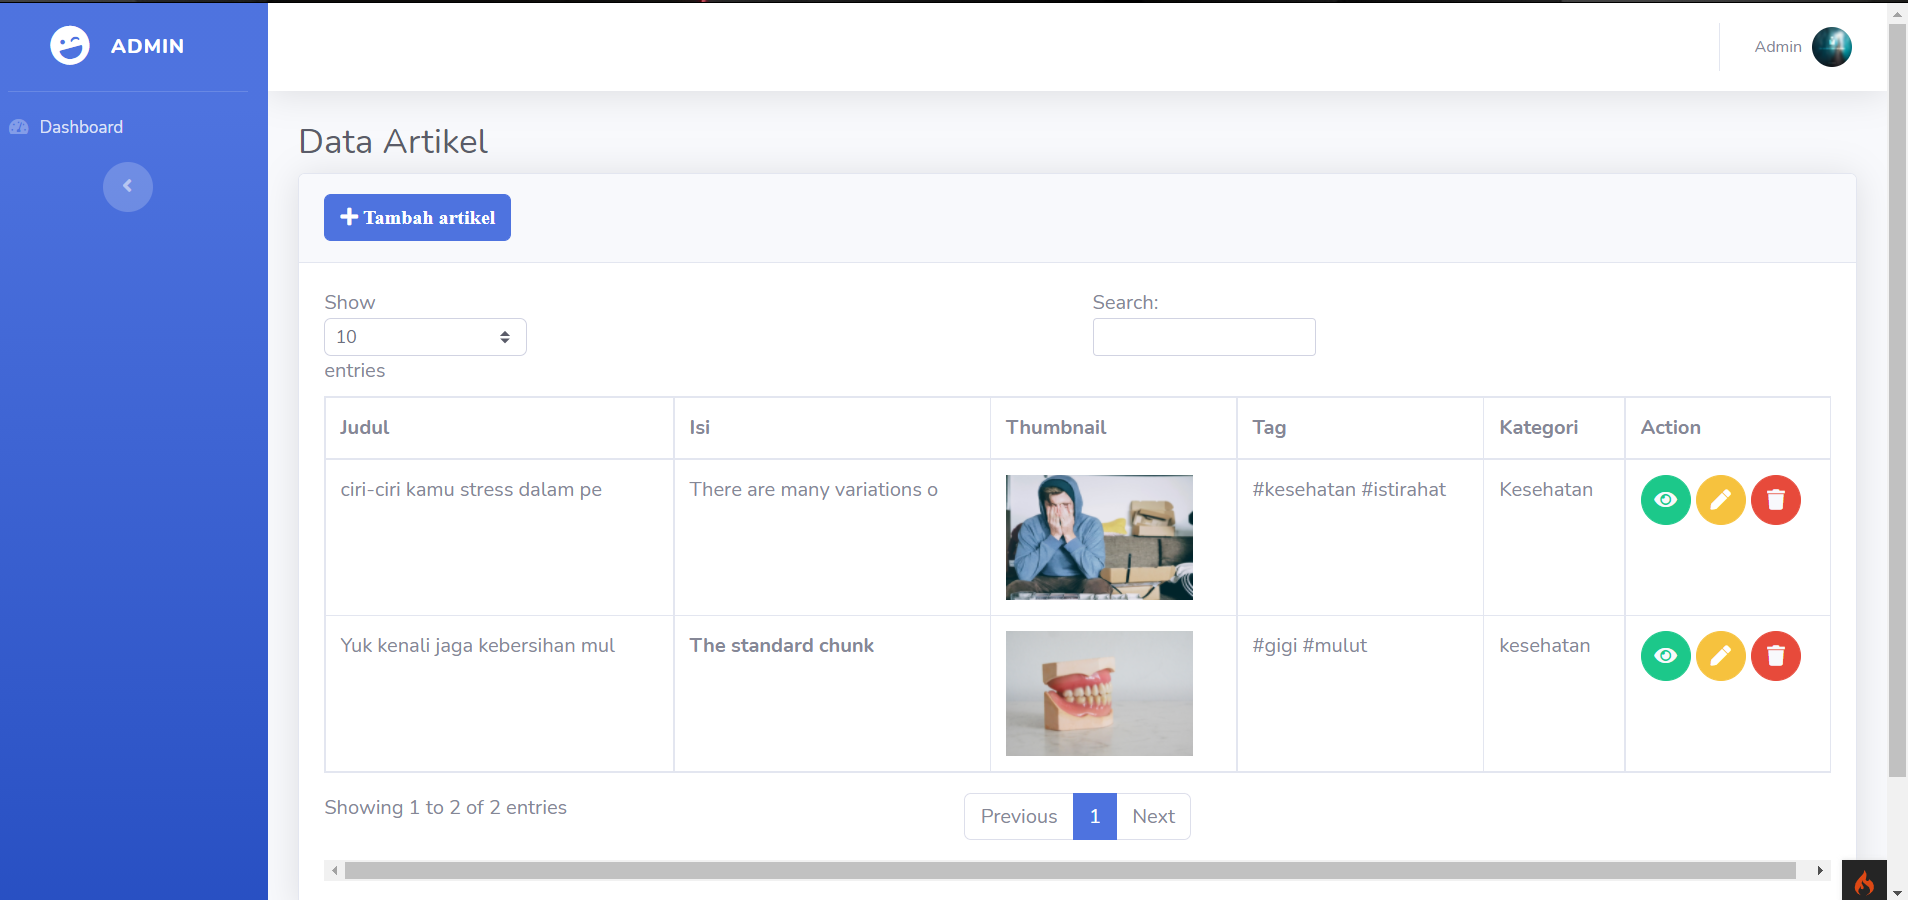 ADMIN
Admin
Dashboard
Data Artikel
Tambah artikel
Show
Search:
10
entries
Judul Isi Thumbnail Tag Kategori Action
ciri-ciri kamu stress dalam pe There are many variations o #kesehatan #istirahat Kesehatan
Yuk kenali jaga kebersihan mul The standard chunk #gigi #mulut kesehatan
Showing 1 to 2 of 2 entries
Previous 1 Next